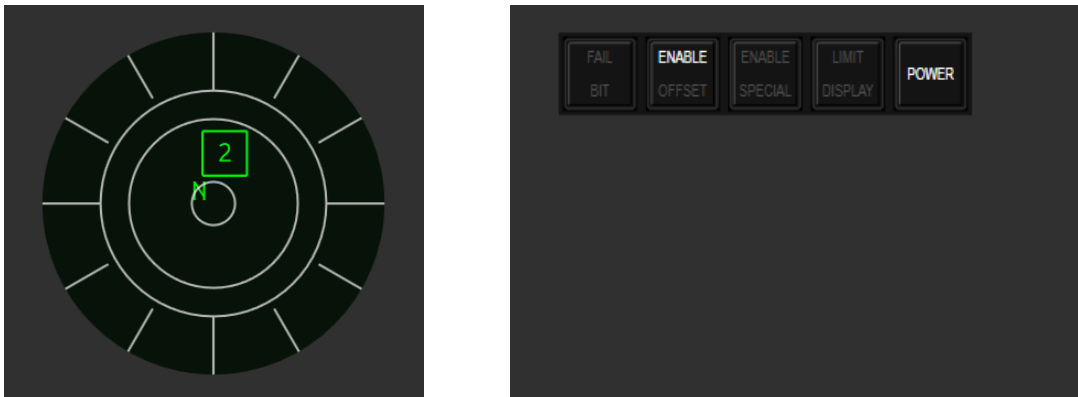 2
N
FAIL
BIT
ENABLE
OFFSET
ENABLE
SPECIAL
LIMIT
DISPLAY
POWER